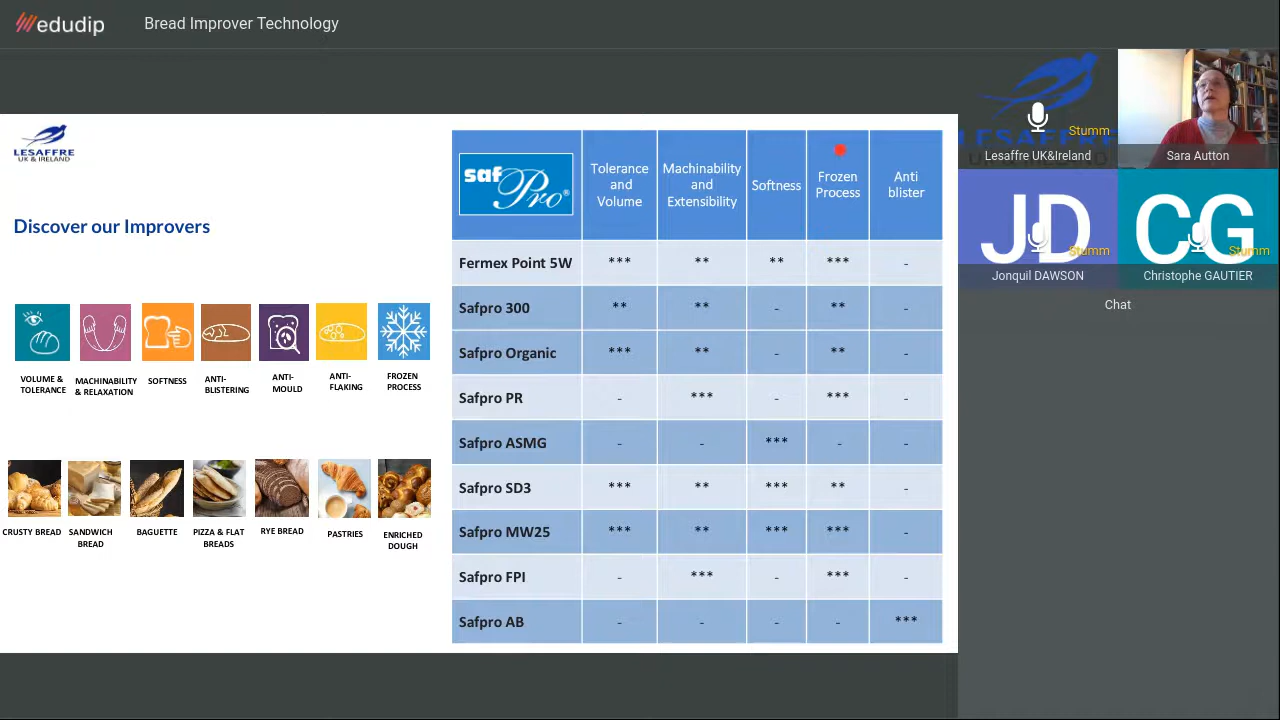 edudip
Bread Improver Technology
LESAFFRE
UK & IRELAND
Discover our Improvers
VOLUME &
TOLERANCE
MACHINABILITY
& RELAXATION
SOFTNESS
ANTI-
BLISTERING
ANTI-
MOULD
ANTI-
FLAKING
FROZEN
PROCESS
CRUSTY BREAD
SANDWICH
BREAD
BAGUETTE
PIZZA & FLAT
BREADS
RYE BREAD
PASTRIES
ENRICHED
DOUGH
saf Pro®
Tolerance
and
Volume
Machinability
and
Extensibility
Softness
Frozen
Process
Anti
blister
Fermex Point 5W *** ** ** *** -
Safpro 300 ** ** - ** -
Safpro Organic *** ** - ** -
Safpro PR - *** - *** -
Safpro ASMG - - *** - -
Safpro SD3 *** ** *** ** -
Safpro MW25 *** ** *** *** -
Safpro FPI - *** - *** -
Safpro AB - - - - ***
LESAFFRE
Stumm
Lesaffre UK&Ireland
Sara Autton
JD
Stumm
Jonquil DAWSON
CG
Stumm
Christophe GAUTIER
Chat